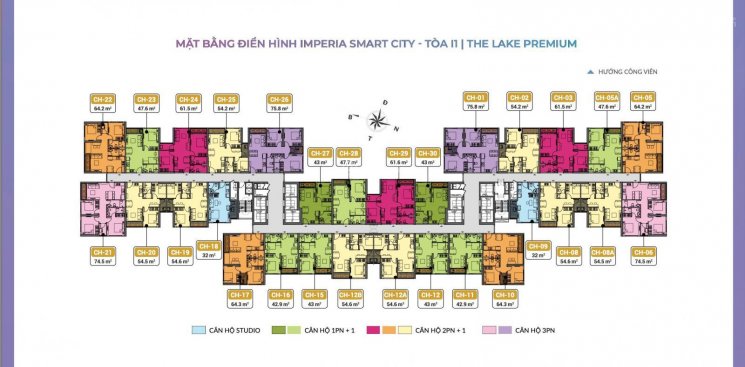 MẶT BẰNG ĐIỂN HÌNH IMPERIA SMART CITY - TÒA I1 | THE LAKE PREMIUM
HƯỚNG CÔNG VIÊN
CH-22 CH-23 CH-24 CH-25 CH-26
64.2 m² 47.6 m² 61.5 m² 54.2 m² 75.8 m²
CH-01 CH-02 CH-03 CH-05A CH-05
75.8 m² 54.2 m² 61.5 m² 47.6 m² 64.2 m²
Đ
B N
T
CH-27 CH-28 CH-29 CH-30
43 m² 47.7 m² 61.6 m² 43 m²
CH-21 CH-20 CH-19 CH-18
74.5 m² 54.5 m² 54.6 m² 32 m²
CH-09 CH-08 CH-08A CH-06
32 m² 54.6 m² 54.5 m² 74.5 m²
CH-17 CH-16 CH-15 CH-12B CH-12A CH-12 CH-11 CH-10
64.3 m² 42.9 m² 43 m² 54.6 m² 54.6 m² 43 m² 42.9 m² 64.3 m²
CĂN HỘ STUDIO CĂN HỘ 1PN + 1 CĂN HỘ 2PN + 1 CĂN HỘ 3PN